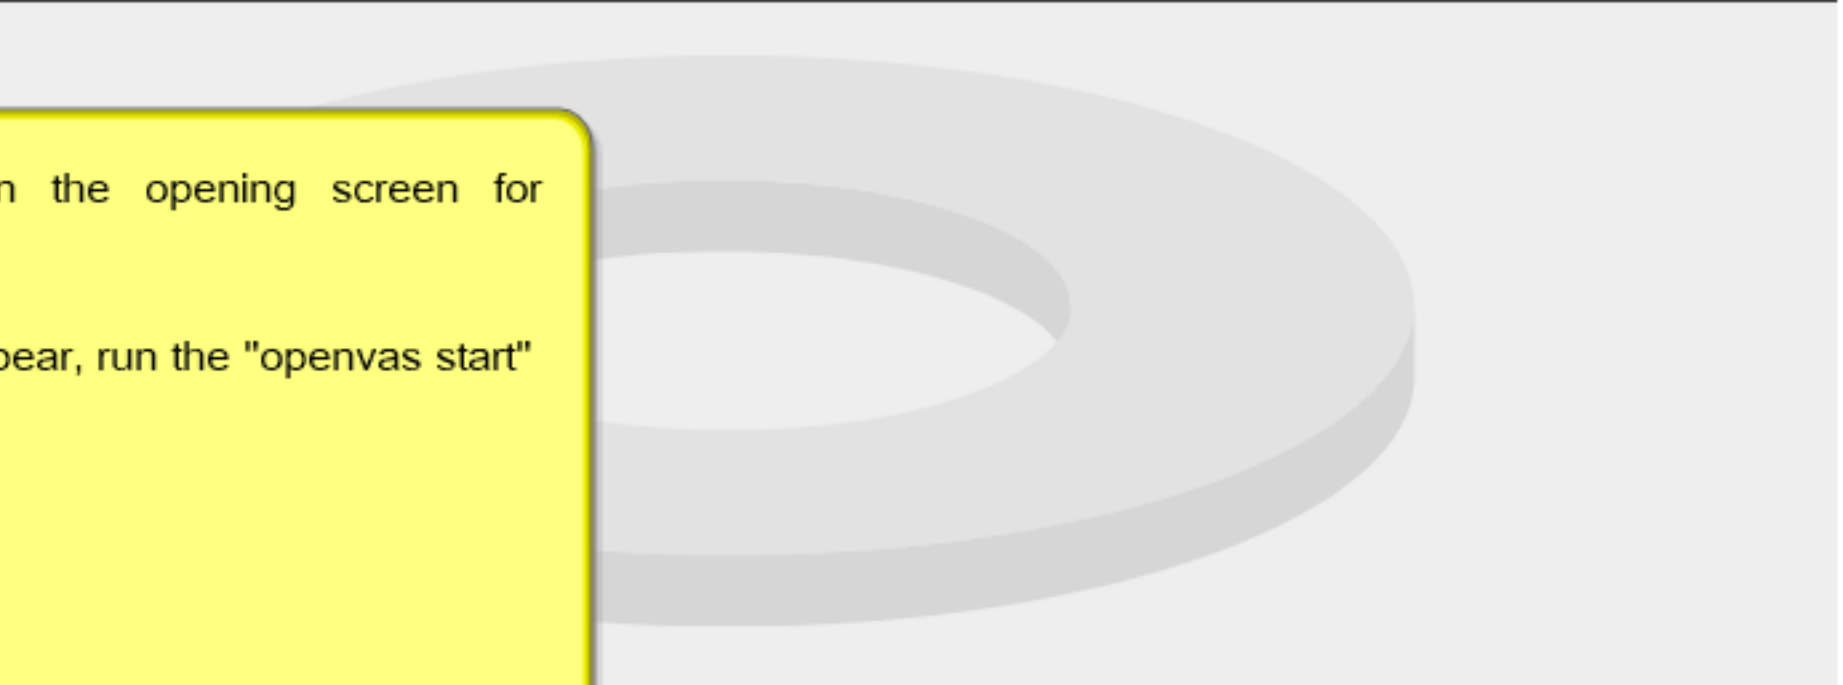 the opening screen for
run the "openvas start"